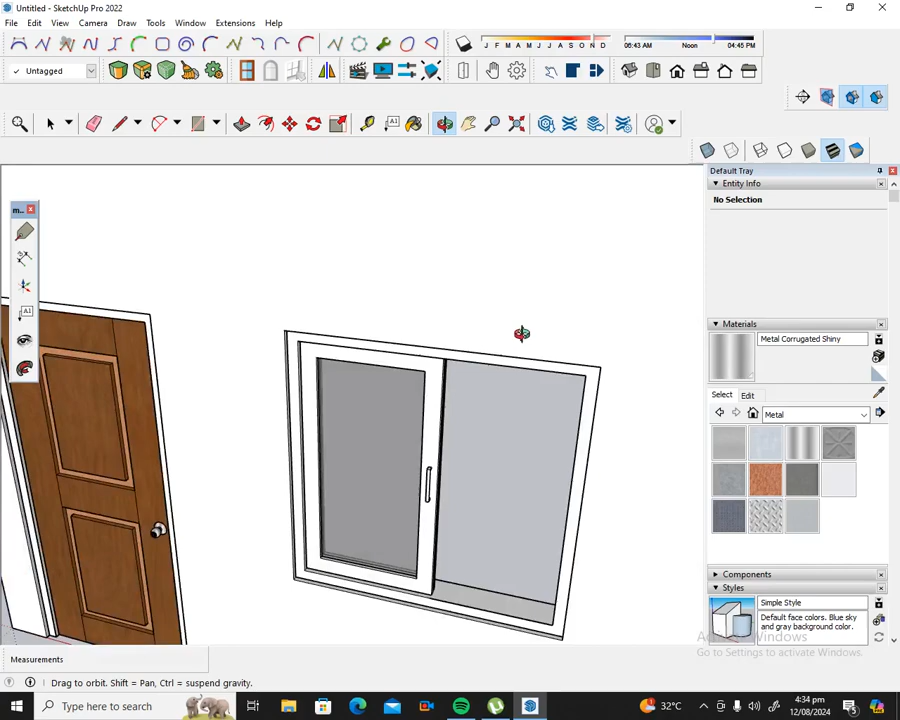 Untitled - SketchUp Pro 2022
File Edit View Camera Draw Tools Window Extensions Help
J F M A M J J A S O N D
06:43 AM Noon 04:45 PM
Untagged
m..
A1
A1
Default Tray
Entity Info
No Selection
Materials
Metal Corrugated Shiny
Select Edit
Metal
Components
Styles
Simple Style
Default face colors. Blue sky and gray background color.
Activate Windows
Go to Settings to activate Windows.
Measurements
Drag to orbit. Shift = Pan, Ctrl = suspend gravity.
Type here to search
32°C
4:34 pm
12/08/2024
5